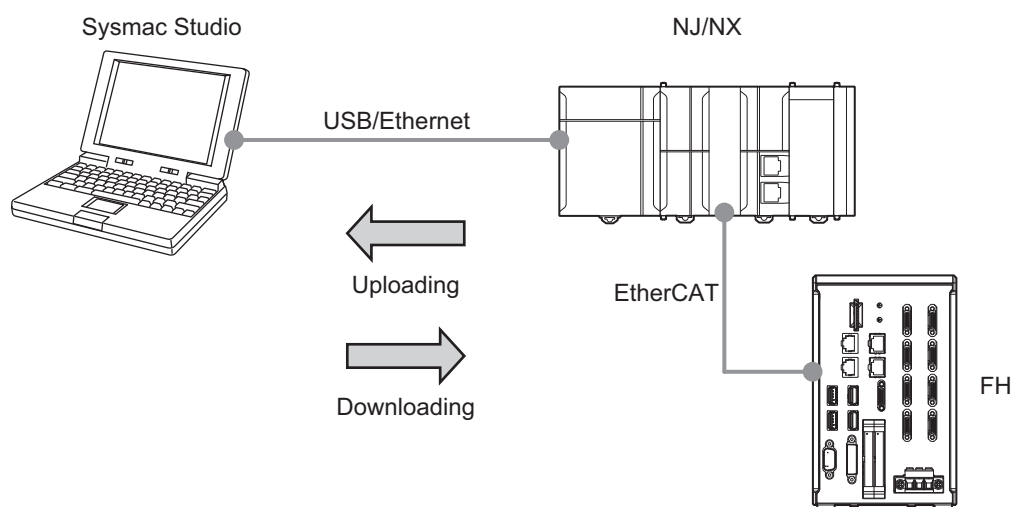 Sysmac Studio
NJ/NX
USB/Ethernet
Uploading
EtherCAT
Downloading
FH